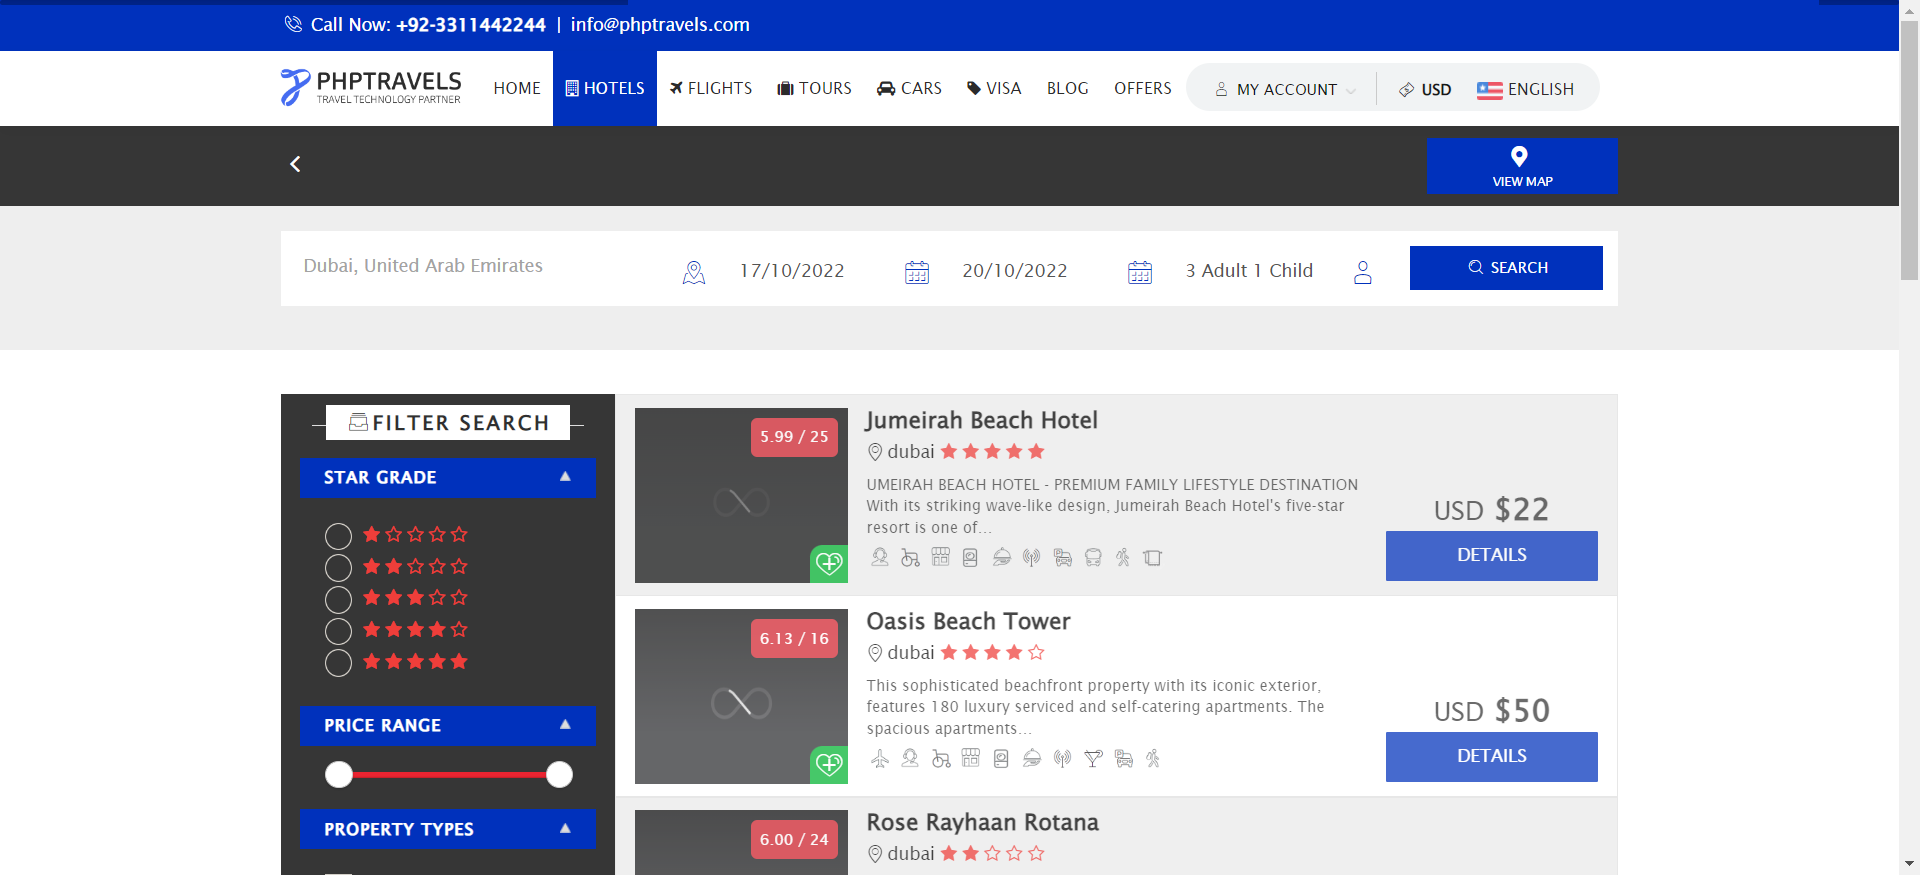 Call Now: +92-3311442244 | info@phptravels.com
PHPTRAVELS
TRAVEL TECHNOLOGY PARTNER
HOME HOTELS FLIGHTS TOURS CARS VISA BLOG OFFERS MY ACCOUNT USD ENGLISH
VIEW MAP
Dubai, United Arab Emirates 17/10/2022 20/10/2022 3 Adult 1 Child SEARCH
FILTER SEARCH
STAR GRADE
PRICE RANGE
PROPERTY TYPES
5.99 / 25
Jumeirah Beach Hotel
dubai
UMEIRAH BEACH HOTEL - PREMIUM FAMILY LIFESTYLE DESTINATION
With its striking wave-like design, Jumeirah Beach Hotel's five-star
resort is one of...
USD $22
DETAILS
6.13 / 16
Oasis Beach Tower
dubai
This sophisticated beachfront property with its iconic exterior,
features 180 luxury serviced and self-catering apartments. The
spacious apartments...
USD $50
DETAILS
6.00 / 24
Rose Rayhaan Rotana
dubai